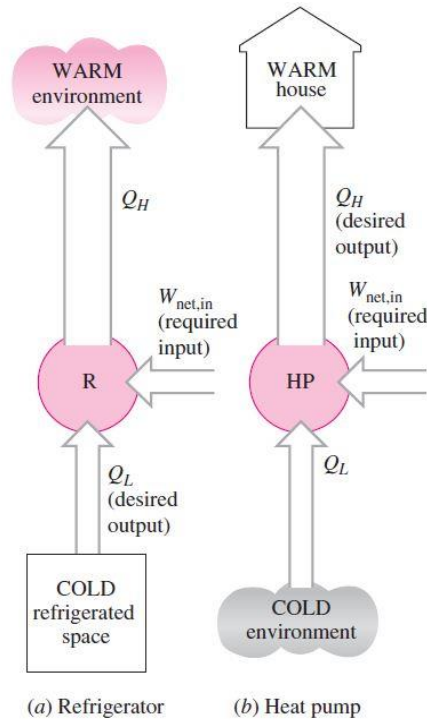 WARM
environment
Q_H
W_net,in
(required
input)
R
Q_L
(desired
output)
COLD
refrigerated
space
(a) Refrigerator
WARM
house
Q_H
(desired
output)
W_net,in
(required
input)
HP
Q_L
COLD
environment
(b) Heat pump